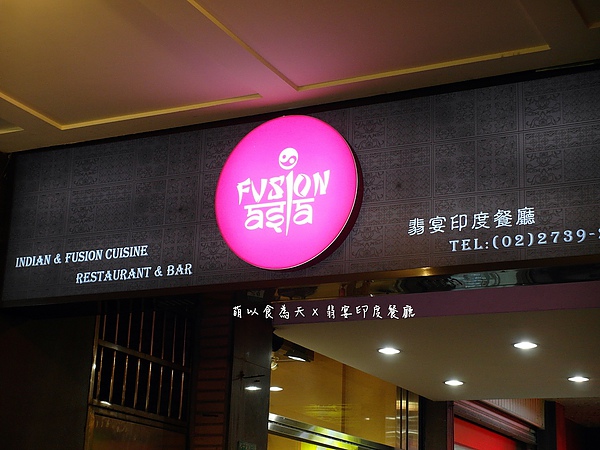 FUSION
asia
INDIAN & FUSION CUISINE
RESTAURANT & BAR
翡宴印度餐廳
TEL:(02)2739-
萌以食為天 x 翡宴印度餐廳